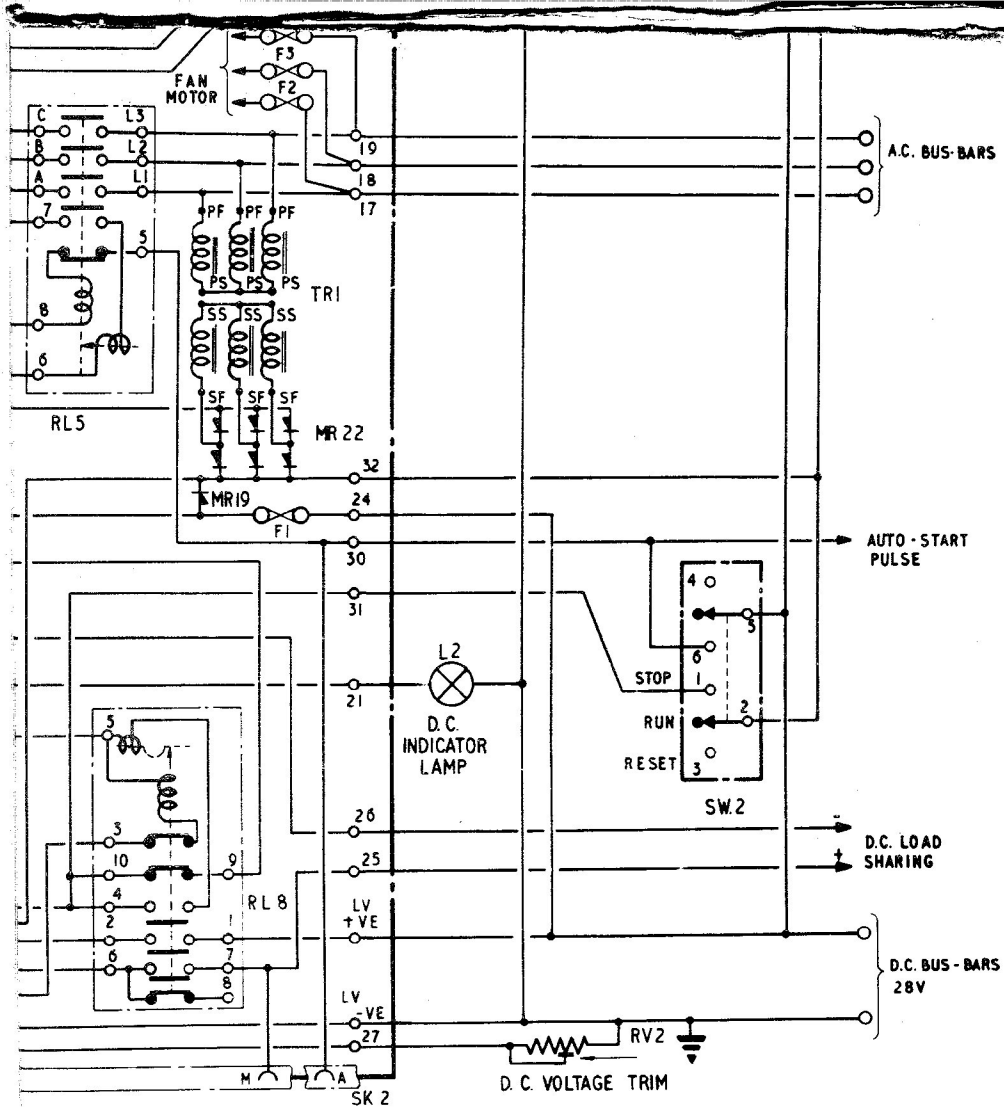 F3
FAN
MOTOR
F2
C L3
B L2
A L1
19
18
17
A.C. BUS-BARS
7
5
PF PF PF
PS PS PS
TR1
SS SS SS
8
6
SF SF
RL5
MR 22
32
MR19
24
F1
30
AUTO - START
PULSE
31
4
5
6
STOP 1
RUN 2
RESET 3
SW.2
L2
21
D.C.
INDICATOR
LAMP
5
3
10 9
4
RL8
2 1
6 7
8
26
-
D.C. LOAD
SHARING
+
25
LV
+VE
D.C. BUS - BARS
28V
LV
-VE
27
RV2
D.C. VOLTAGE TRIM
M A
SK 2